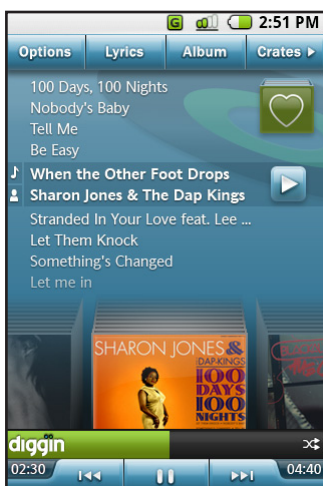 G 2:51 PM
Options Lyrics Album Crates
100 Days, 100 Nights
Nobody's Baby
Tell Me
Be Easy
When the Other Foot Drops
Sharon Jones & The Dap Kings
Stranded In Your Love feat. Lee ...
Let Them Knock
Something's Changed
Let me in
SHARON JONES &
THE DAP-KINGS
100
DAYS
100
NIGHTS
diggin
02:30 04:40